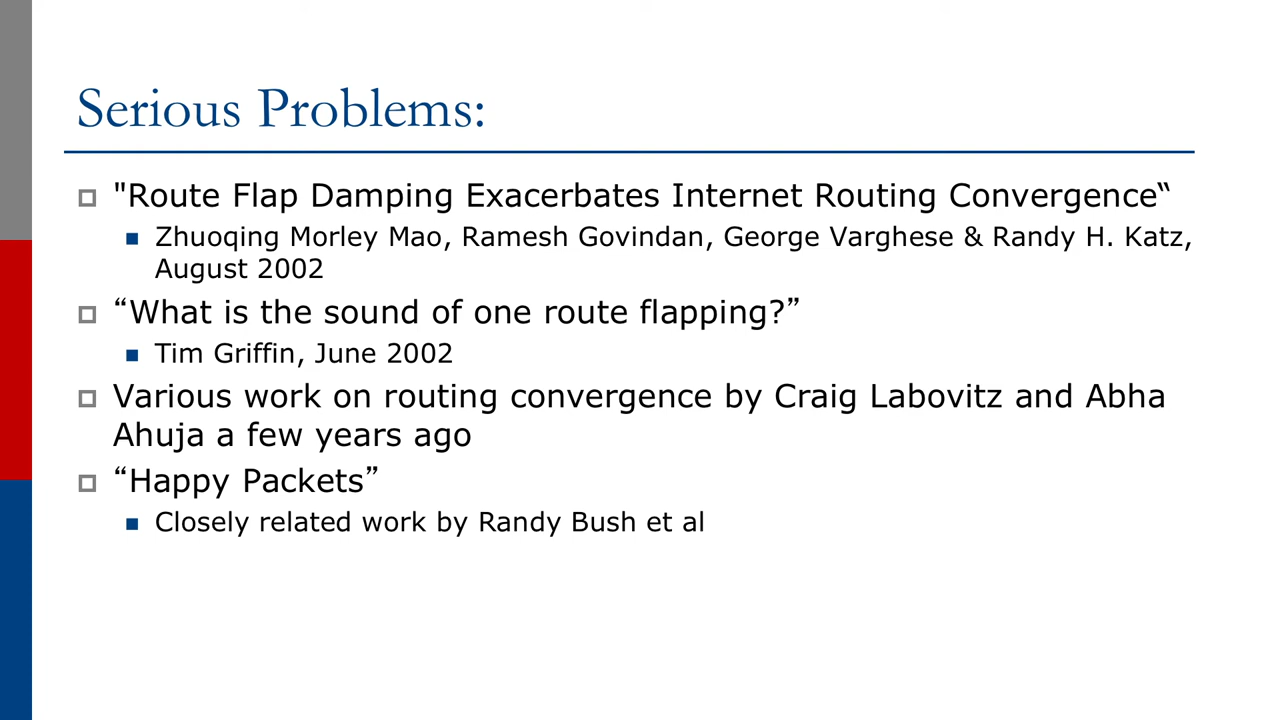 Serious Problems:
"Route Flap Damping Exacerbates Internet Routing Convergence“
Zhuoqing Morley Mao, Ramesh Govindan, George Varghese & Randy H. Katz,
August 2002
“What is the sound of one route flapping?”
Tim Griffin, June 2002
Various work on routing convergence by Craig Labovitz and Abha
Ahuja a few years ago
“Happy Packets”
Closely related work by Randy Bush et al